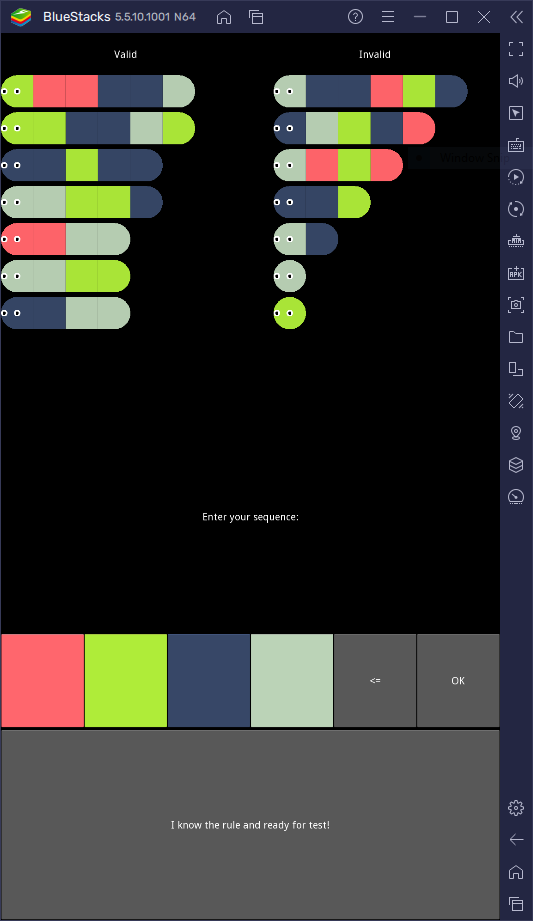 BlueStacks 5.5.10.1001 N64
Valid
Invalid
Enter your sequence:
<=
OK
I know the rule and ready for test!